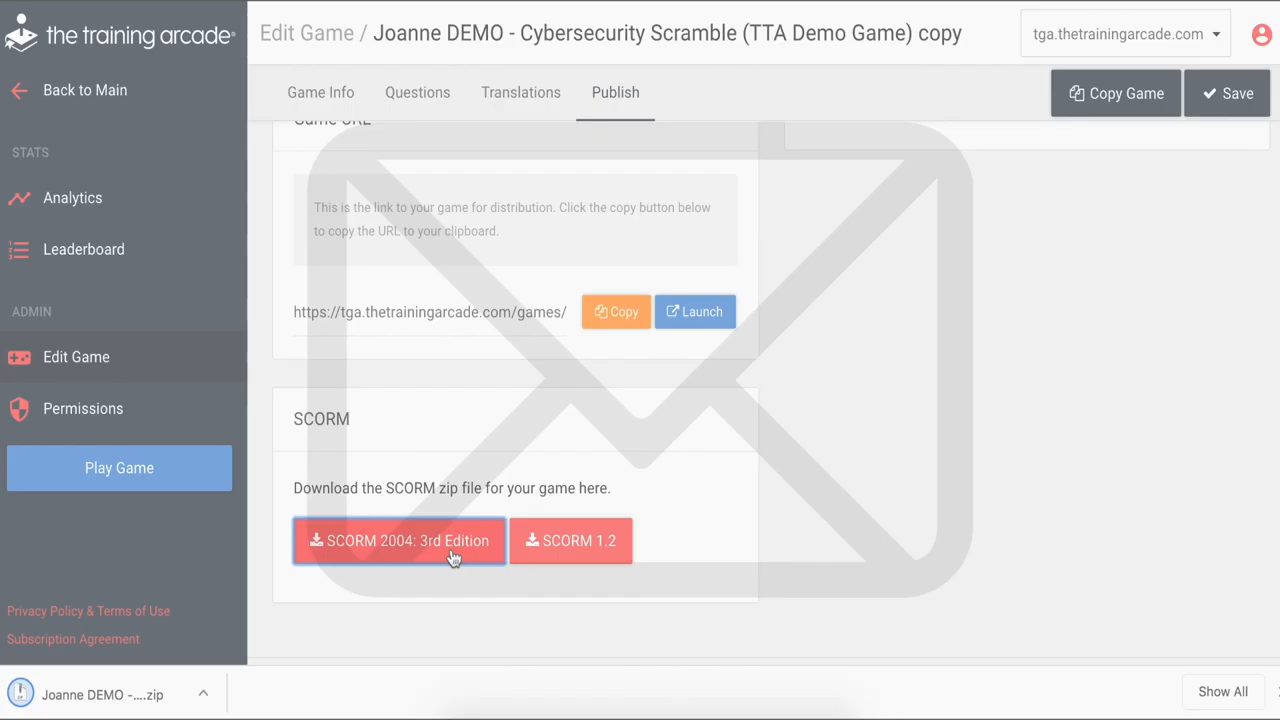 the training arcade®
Edit Game / Joanne DEMO - Cybersecurity Scramble (TTA Demo Game) copy
tga.thetrainingarcade.com
Back to Main
Game Info
Questions
Translations
Publish
Copy Game
Save
Game URL
STATS
Analytics
Leaderboard
ADMIN
Edit Game
Permissions
Play Game
Privacy Policy & Terms of Use
Subscription Agreement
This is the link to your game for distribution. Click the copy button below
to copy the URL to your clipboard.
https://tga.thetrainingarcade.com/games/
Copy
Launch
SCORM
Download the SCORM zip file for your game here.
SCORM 2004: 3rd Edition
SCORM 1.2
Joanne DEMO -....zip
Show All